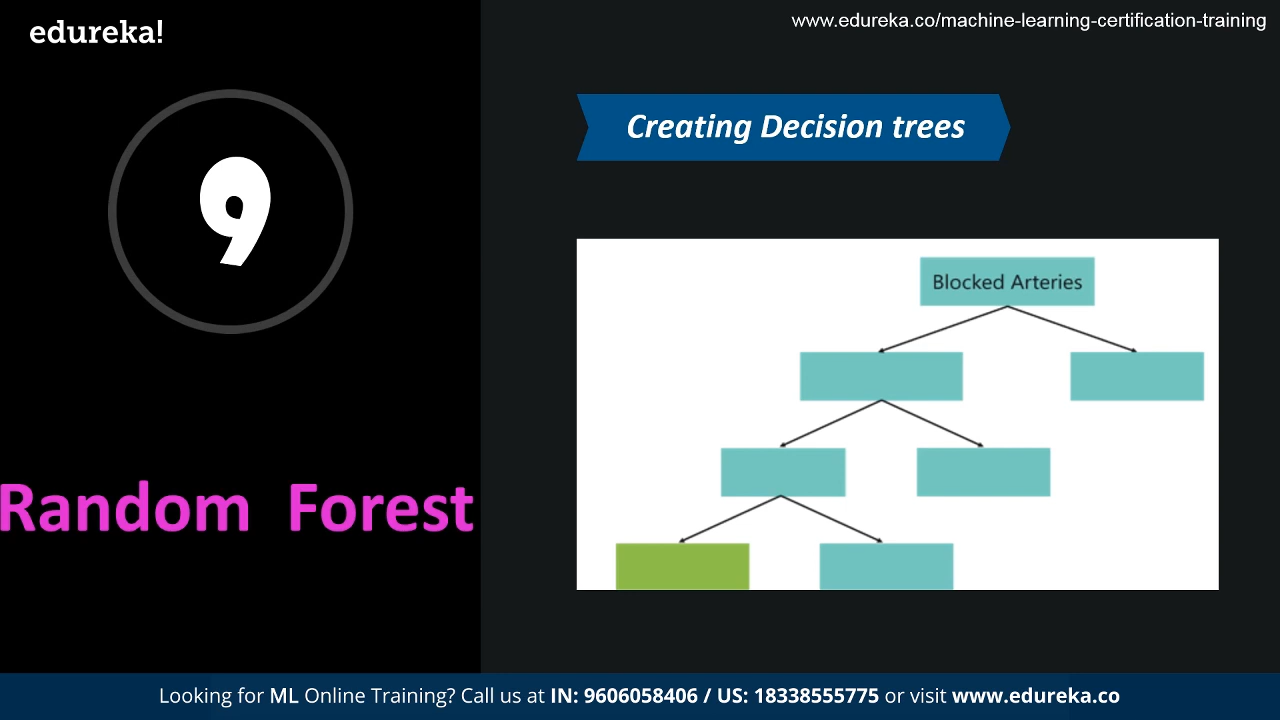 edureka!
www.edureka.co/machine-learning-certification-training
9
Creating Decision trees
Blocked Arteries
Random Forest
Looking for ML Online Training? Call us at IN: 9606058406 / US: 18338555775 or visit www.edureka.co